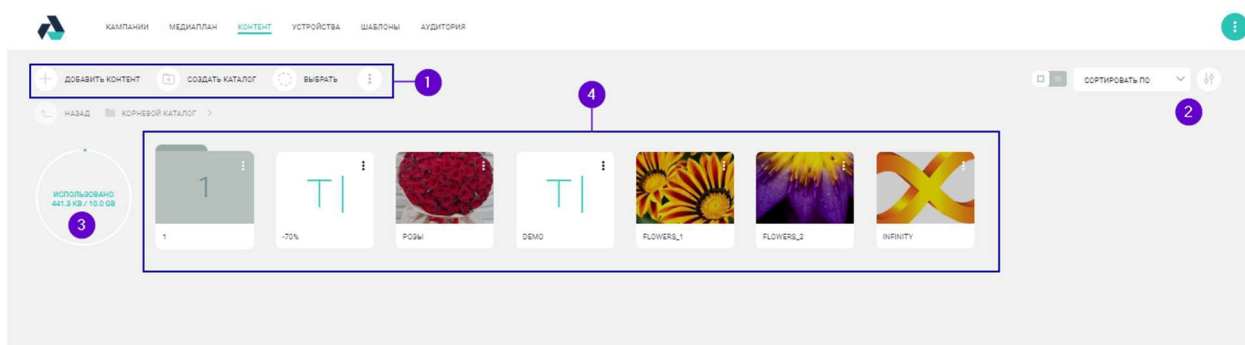 КАМПАНИИ МЕДИАПЛАН КОНТЕНТ УСТРОЙСТВА ШАБЛОНЫ АУДИТОРИЯ
ДОБАВИТЬ КОНТЕНТ СОЗДАТЬ КАТАЛОГ ВЫБРАТЬ 1
СОРТИРОВАТЬ ПО
2
4
НАЗАД КОРНЕВОЙ КАТАЛОГ >
ИСПОЛЬЗОВАНО
441.3 KB / 10.0 GB
3
1 T| T|
1 -70% РОЗЫ DEMO FLOWERS_1 FLOWERS_2 INFINITY